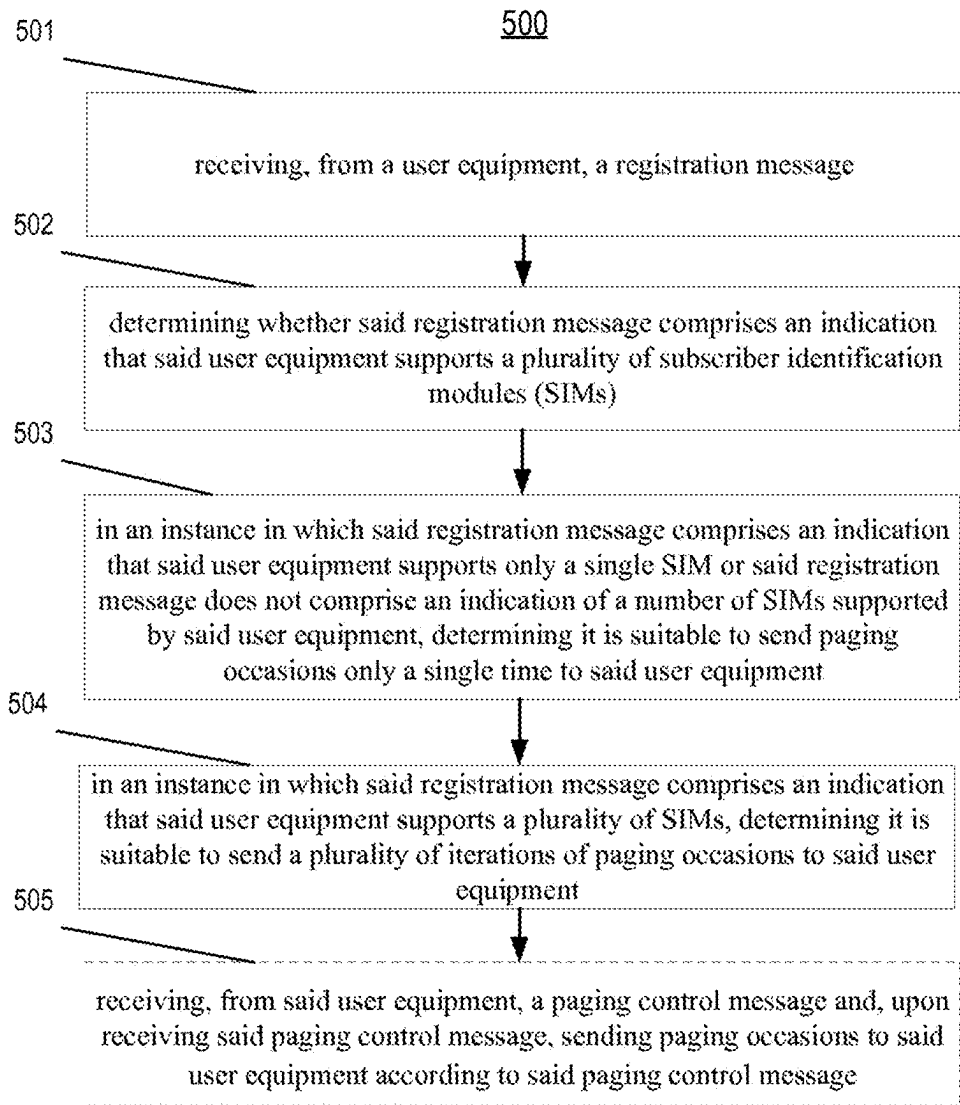 500
501
receiving, from a user equipment, a registration message
502
determining whether said registration message comprises an indication
that said user equipment supports a plurality of subscriber identification
modules (SIMs)
503
in an instance in which said registration message comprises an indication
that said user equipment supports only a single SIM or said registration
message does not comprise an indication of a number of SIMs supported
by said user equipment, determining it is suitable to send paging
occasions only a single time to said user equipment
504
in an instance in which said registration message comprises an indication
that said user equipment supports a plurality of SIMs, determining it is
suitable to send a plurality of iterations of paging occasions to said user
equipment
505
receiving, from said user equipment, a paging control message and, upon
receiving said paging control message, sending paging occasions to said
user equipment according to said paging control message